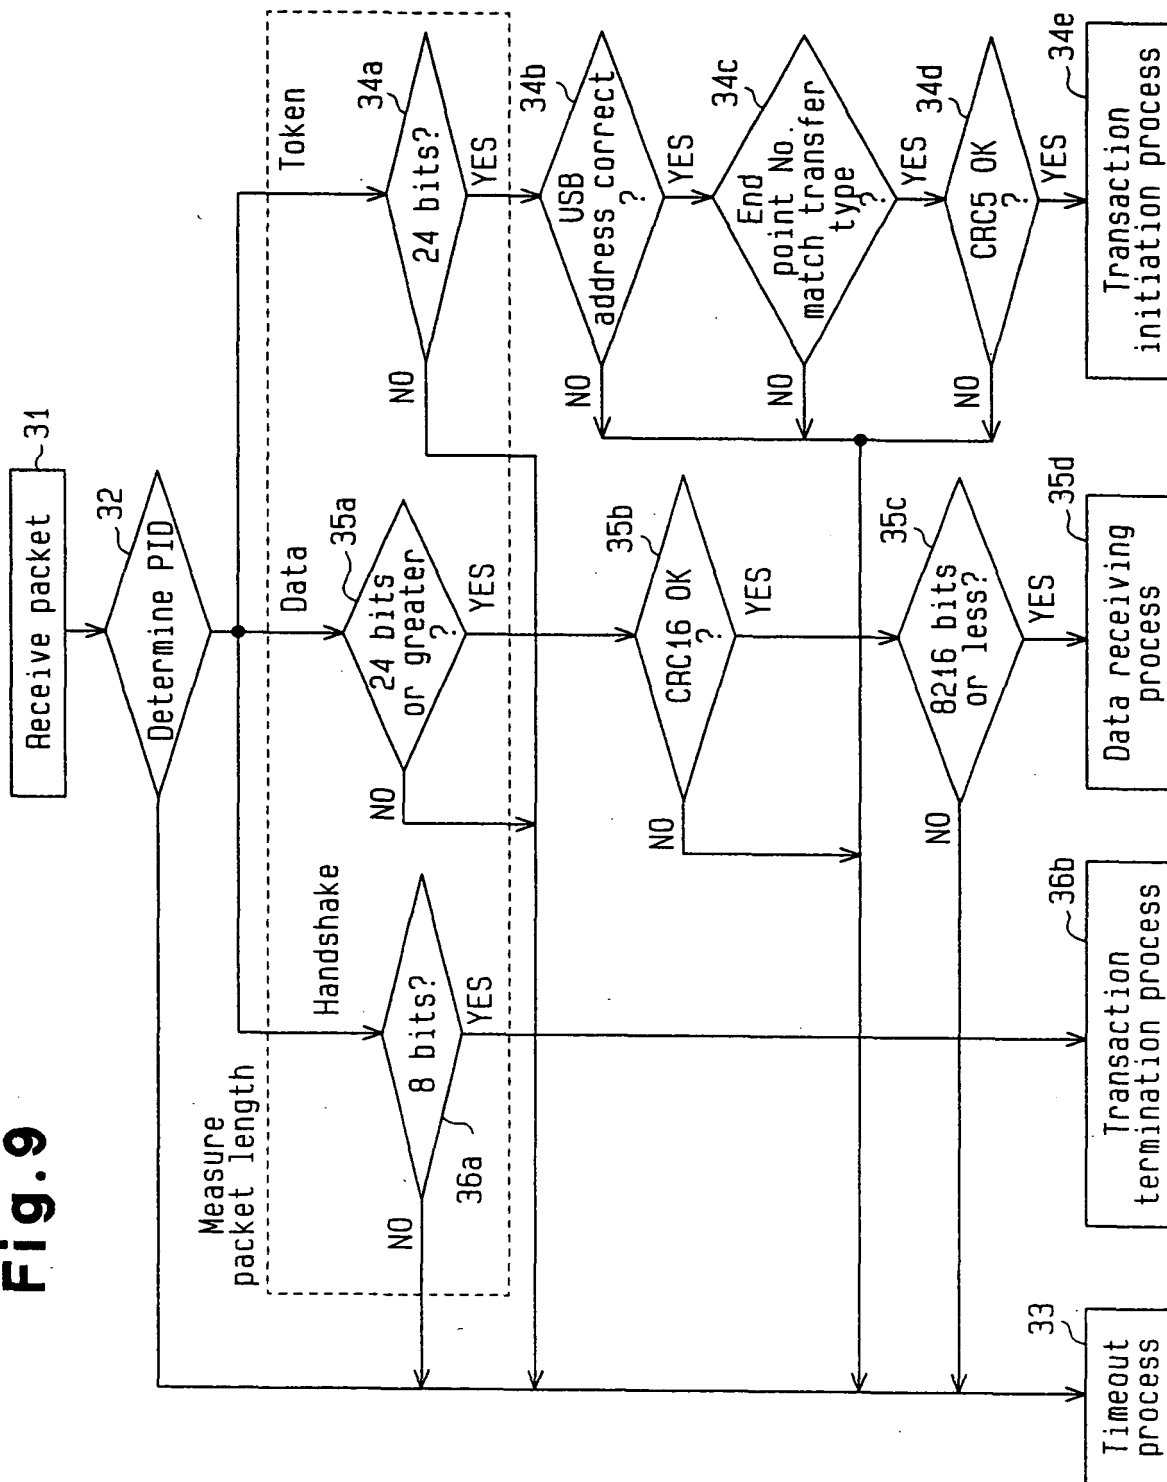 Fig.9
Receive packet
31
Determine PID
32
Measure
packet length
Handshake
Data
Token
8 bits?
36a
NO
YES
24 bits
or greater
?
35a
NO
YES
24 bits?
34a
NO
YES
USB
address correct
?
34b
NO
YES
End
point No.
match transfer
type
?
34c
NO
YES
CRC5 OK
?
34d
NO
YES
CRC16 OK
?
35b
NO
YES
8216 bits
or less?
35c
NO
YES
Timeout
process
33
Transaction
termination process
36b
Data receiving
process
35d
Transaction
initiation process
34e